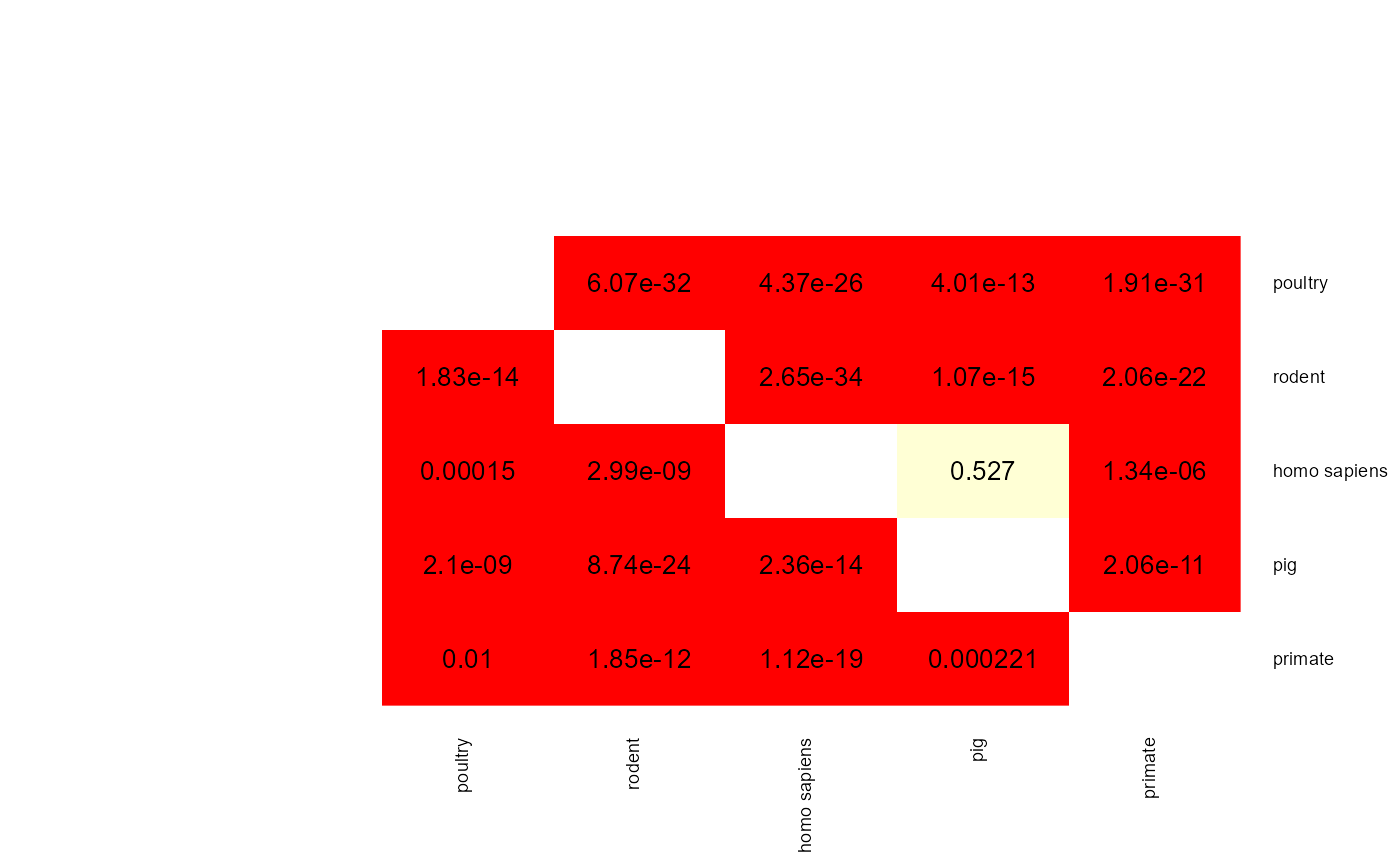 6.07e-32 4.37e-26 4.01e-13 1.91e-31 poultry
1.83e-14 2.65e-34 1.07e-15 2.06e-22 rodent
0.00015 2.99e-09 0.527 1.34e-06 homo sapiens
2.1e-09 8.74e-24 2.36e-14 2.06e-11 pig
0.01 1.85e-12 1.12e-19 0.000221 primate
poultry rodent homo sapiens pig primate